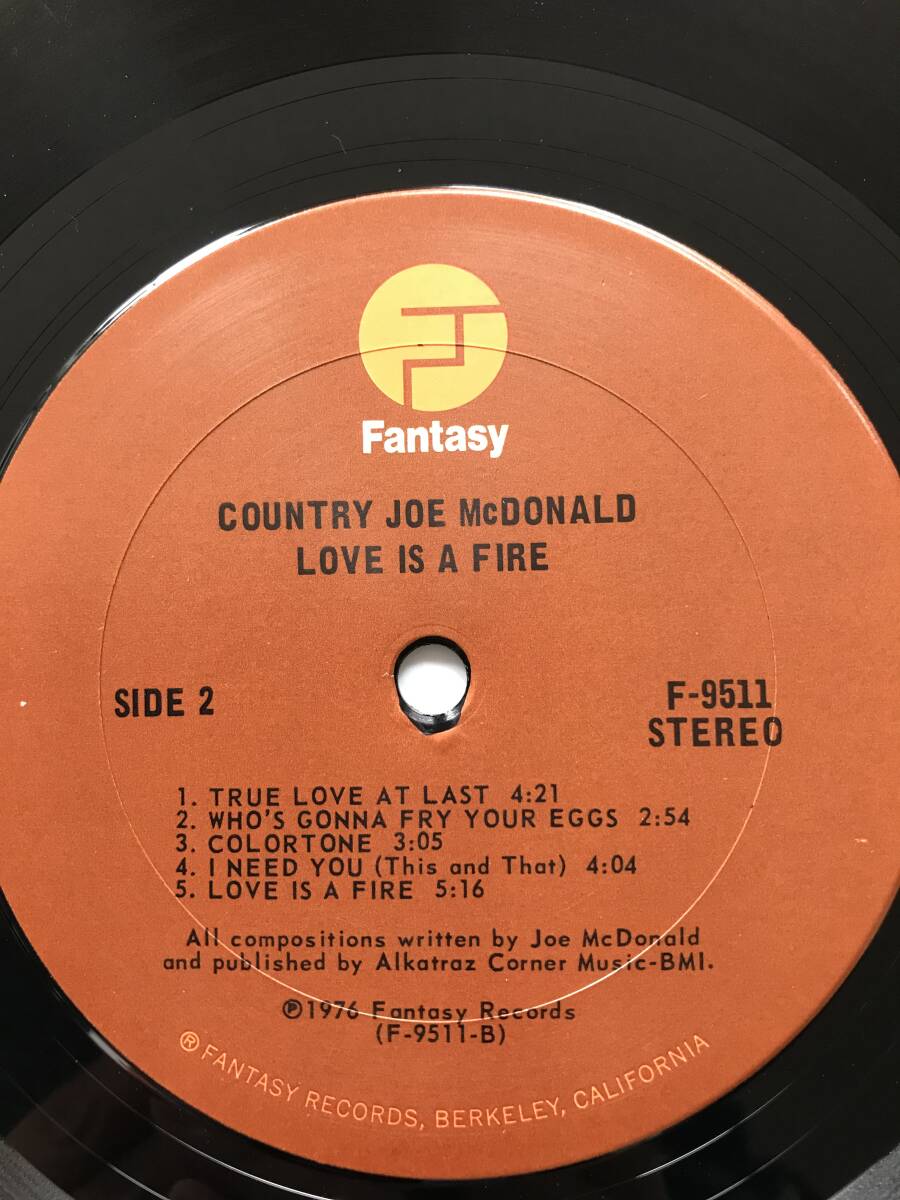 Fantasy
COUNTRY JOE McDONALD
LOVE IS A FIRE
SIDE 2
F-9511
STEREO
1. TRUE LOVE AT LAST 4:21
2. WHO'S GONNA FRY YOUR EGGS 2:54
3. COLORTONE 3:05
4. I NEED YOU (This and That) 4:04
5. LOVE IS A FIRE 5:16
All compositions written by Joe McDonald
and published by Alkatraz Corner Music-BMI.
℗1976 Fantasy Records
(F-9511-B)
® FANTASY RECORDS, BERKELEY, CALIFORNIA